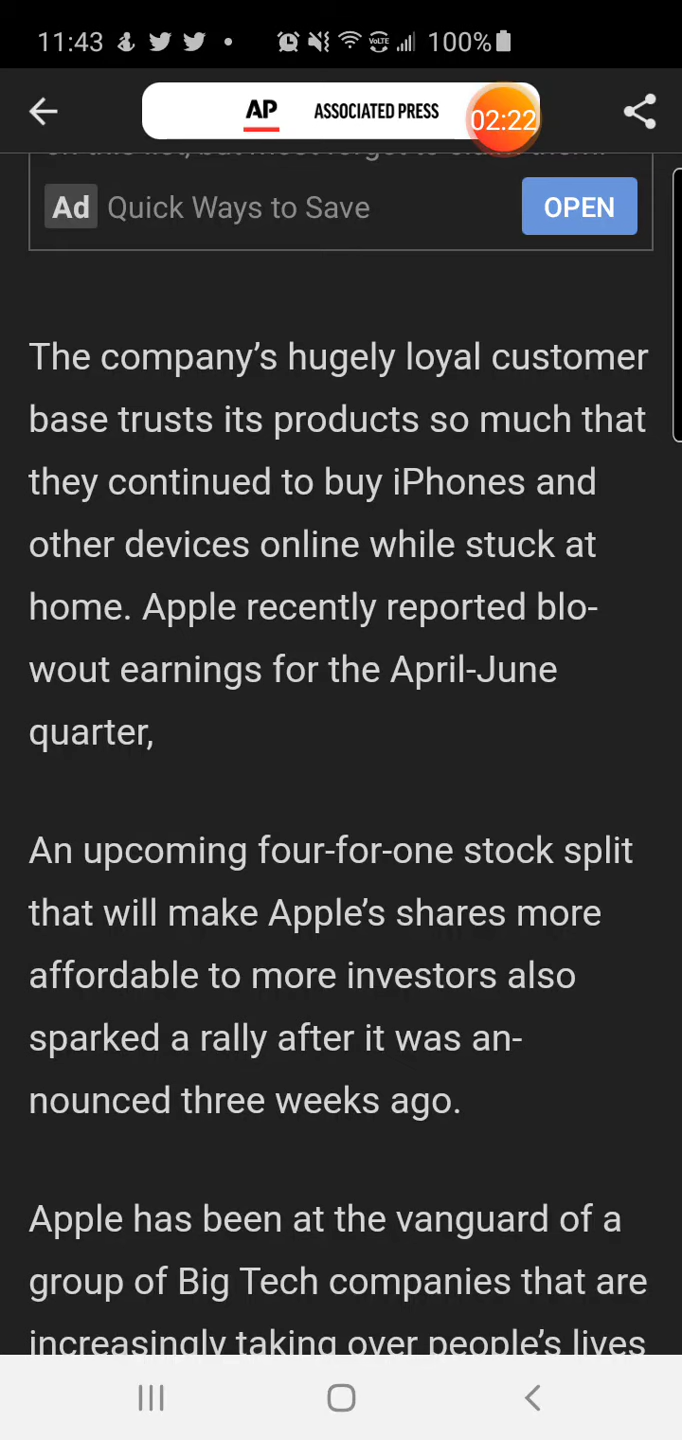 11:43 100%
AP ASSOCIATED PRESS 02:22
Ad Quick Ways to Save OPEN
The company’s hugely loyal customer
base trusts its products so much that
they continued to buy iPhones and
other devices online while stuck at
home. Apple recently reported blo-
wout earnings for the April-June
quarter,
An upcoming four-for-one stock split
that will make Apple’s shares more
affordable to more investors also
sparked a rally after it was an-
nounced three weeks ago.
Apple has been at the vanguard of a
group of Big Tech companies that are
increasingly taking over people’s lives